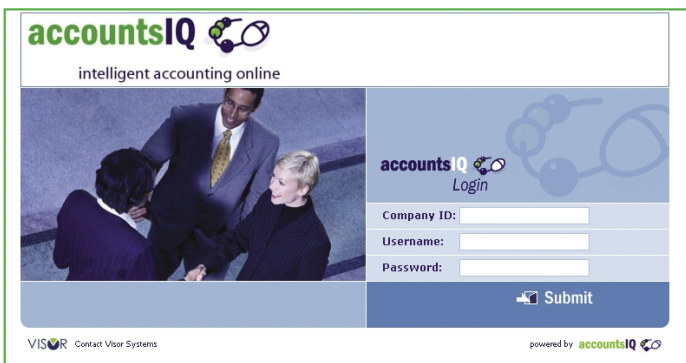 accountsIQ
intelligent accounting online
accountsIQ
Login
Company ID:
Username:
Password:
Submit
VISOR Contact Visor Systems
powered by accountsIQ